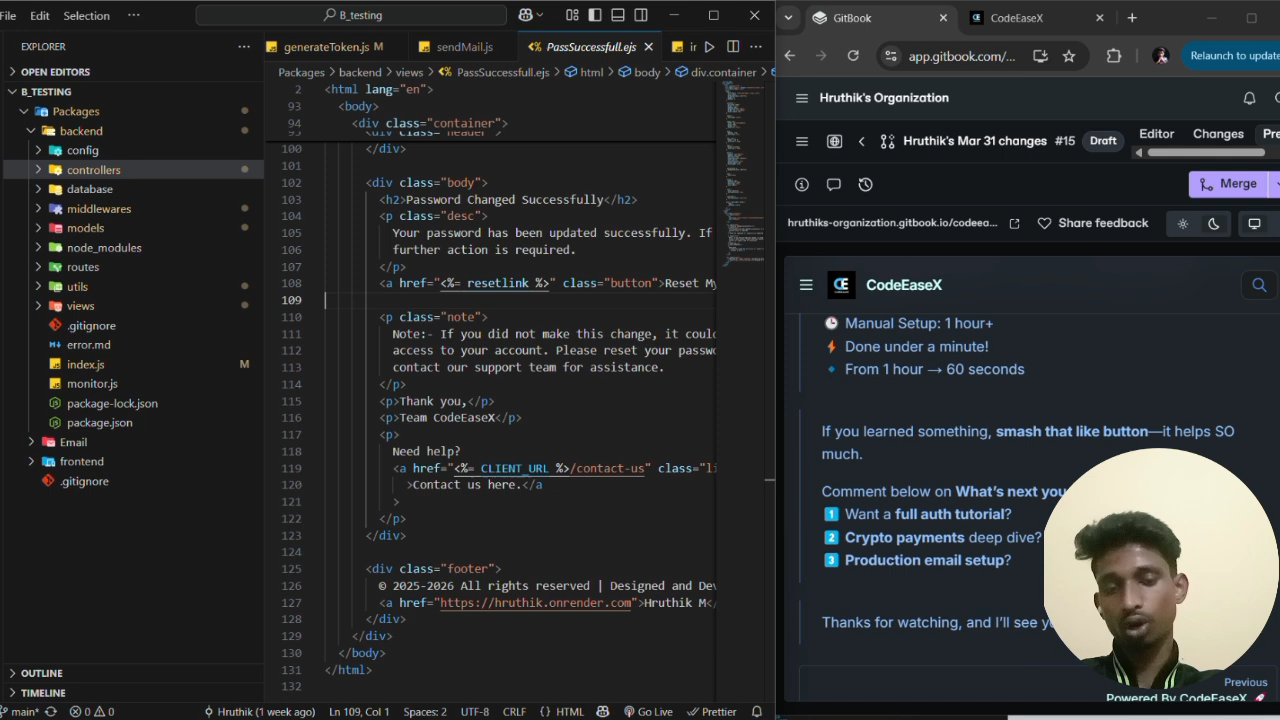 File Edit Selection ··· B_testing
EXPLORER
OPEN EDITORS
B_TESTING
Packages
backend
config
controllers
database
middlewares
models
node_modules
routes
utils
views
.gitignore
error.md
index.js M
monitor.js
package-lock.json
package.json
Email
frontend
.gitignore
OUTLINE
TIMELINE
generateToken.js M sendMail.js PassSuccessfull.ejs
Packages > backend > views > PassSuccessfull.ejs > html > body > div.container >
2 <html lang="en">
93 <body>
94 <div class="container">
95 <div class="header">
100 </div>
101
102 <div class="body">
103 <h2>Password Changed Successfully</h2>
104 <p class="desc">
105 Your password has been updated successfully. If
106 further action is required.
107 </p>
108 <a href="<%= resetlink %>" class="button">Reset My
109
110 <p class="note">
111 Note:- If you did not make this change, it coul
112 access to your account. Please reset your passwo
113 contact our support team for assistance.
114 </p>
115 <p>Thank you,</p>
116 <p>Team CodeEaseX</p>
117 <p>
118 Need help?
119 <a href="<%= CLIENT_URL %>/contact-us" class="li
120 >Contact us here.</a
121 >
122 </p>
123 </div>
124
125 <div class="footer">
126 © 2025-2026 All rights reserved | Designed and Dev
127 <a href="https://hruthik.onrender.com">Hruthik M</
128 </div>
129 </div>
130 </body>
131 </html>
132
main* 0 0 Hruthik (1 week ago) Ln 109, Col 1 Spaces: 2 UTF-8 CRLF {} HTML Go Live Prettier
GitBook CodeEaseX
app.gitbook.com/... Relaunch to update
Hruthik's Organization
Hruthik's Mar 31 changes #15 Draft Editor Changes Pre
Merge
hruthiks-organization.gitbook.io/codeea... Share feedback
CodeEaseX
Manual Setup: 1 hour+
Done under a minute!
From 1 hour → 60 seconds
If you learned something, smash that like button—it helps SO
much.
Comment below on What's next you
1 Want a full auth tutorial?
2 Crypto payments deep dive?
3 Production email setup?
Thanks for watching, and I'll see
Previous
Powered By CodeEaseX